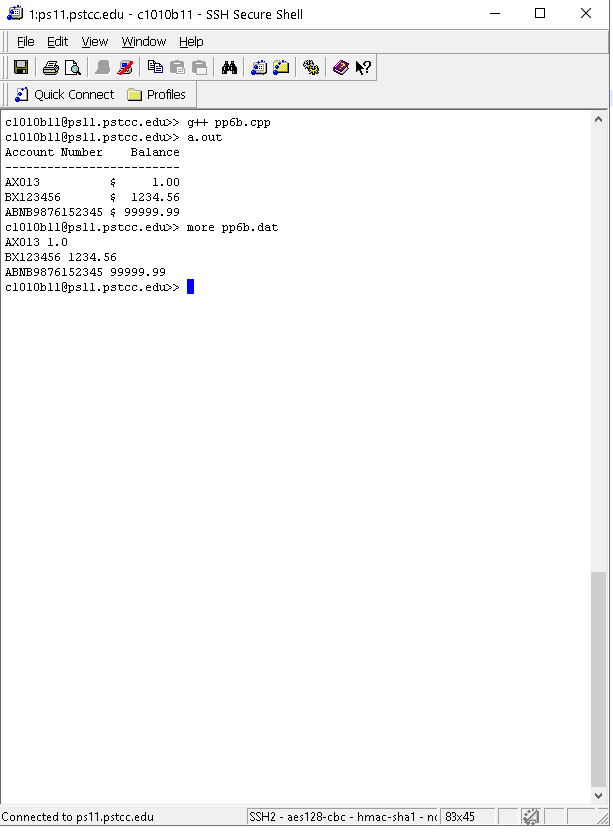 1:ps11.pstcc.edu - c1010b11 - SSH Secure Shell
File Edit View Window Help
Quick Connect Profiles
c1010b11@ps11.pstcc.edu>> g++ pp6b.cpp
c1010b11@ps11.pstcc.edu>> a.out
Account Number    Balance
-------------------------
AX013          $     1.00
BX123456       $  1234.56
ABNB9876152345 $ 99999.99
c1010b11@ps11.pstcc.edu>> more pp6b.dat
AX013 1.0
BX123456 1234.56
ABNB9876152345 99999.99
c1010b11@ps11.pstcc.edu>>
Connected to ps11.pstcc.edu SSH2 - aes128-cbc - hmac-sha1 - 83x45